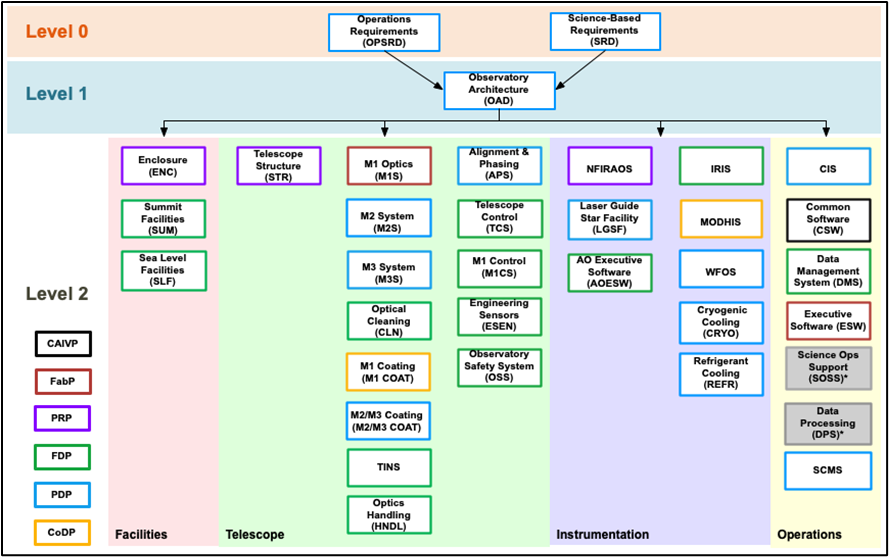 Level 0
Operations
Requirements
(OPSRD)
Science-Based
Requirements
(SRD)
Level 1
Observatory
Architecture
(OAD)
Level 2
Enclosure
(ENC)
Summit
Facilities
(SUM)
Sea Level
Facilities
(SLF)
Telescope
Structure
(STR)
M1 Optics
(M1S)
M2 System
(M2S)
M3 System
(M3S)
Optical
Cleaning
(CLN)
M1 Coating
(M1 COAT)
M2/M3 Coating
(M2/M3 COAT)
TINS
Optics
Handling
(HNDL)
Alignment &
Phasing
(APS)
Telescope
Control
(TCS)
M1 Control
(M1CS)
Engineering
Sensors
(ESEN)
Observatory
Safety System
(OSS)
NFIRAOS
Laser Guide
Star Facility
(LGSF)
AO Executive
Software
(AOESW)
IRIS
MODHIS
WFOS
Cryogenic
Cooling
(CRYO)
Refrigerant
Cooling
(REFR)
CIS
Common
Software
(CSW)
Data
Management
System (DMS)
Executive
Software (ESW)
Science Ops
Support
(SOSS)*
Data
Processing
(DPS)*
SCMS
CAIVP
FabP
PRP
FDP
PDP
CoDP
Facilities
Telescope
Instrumentation
Operations